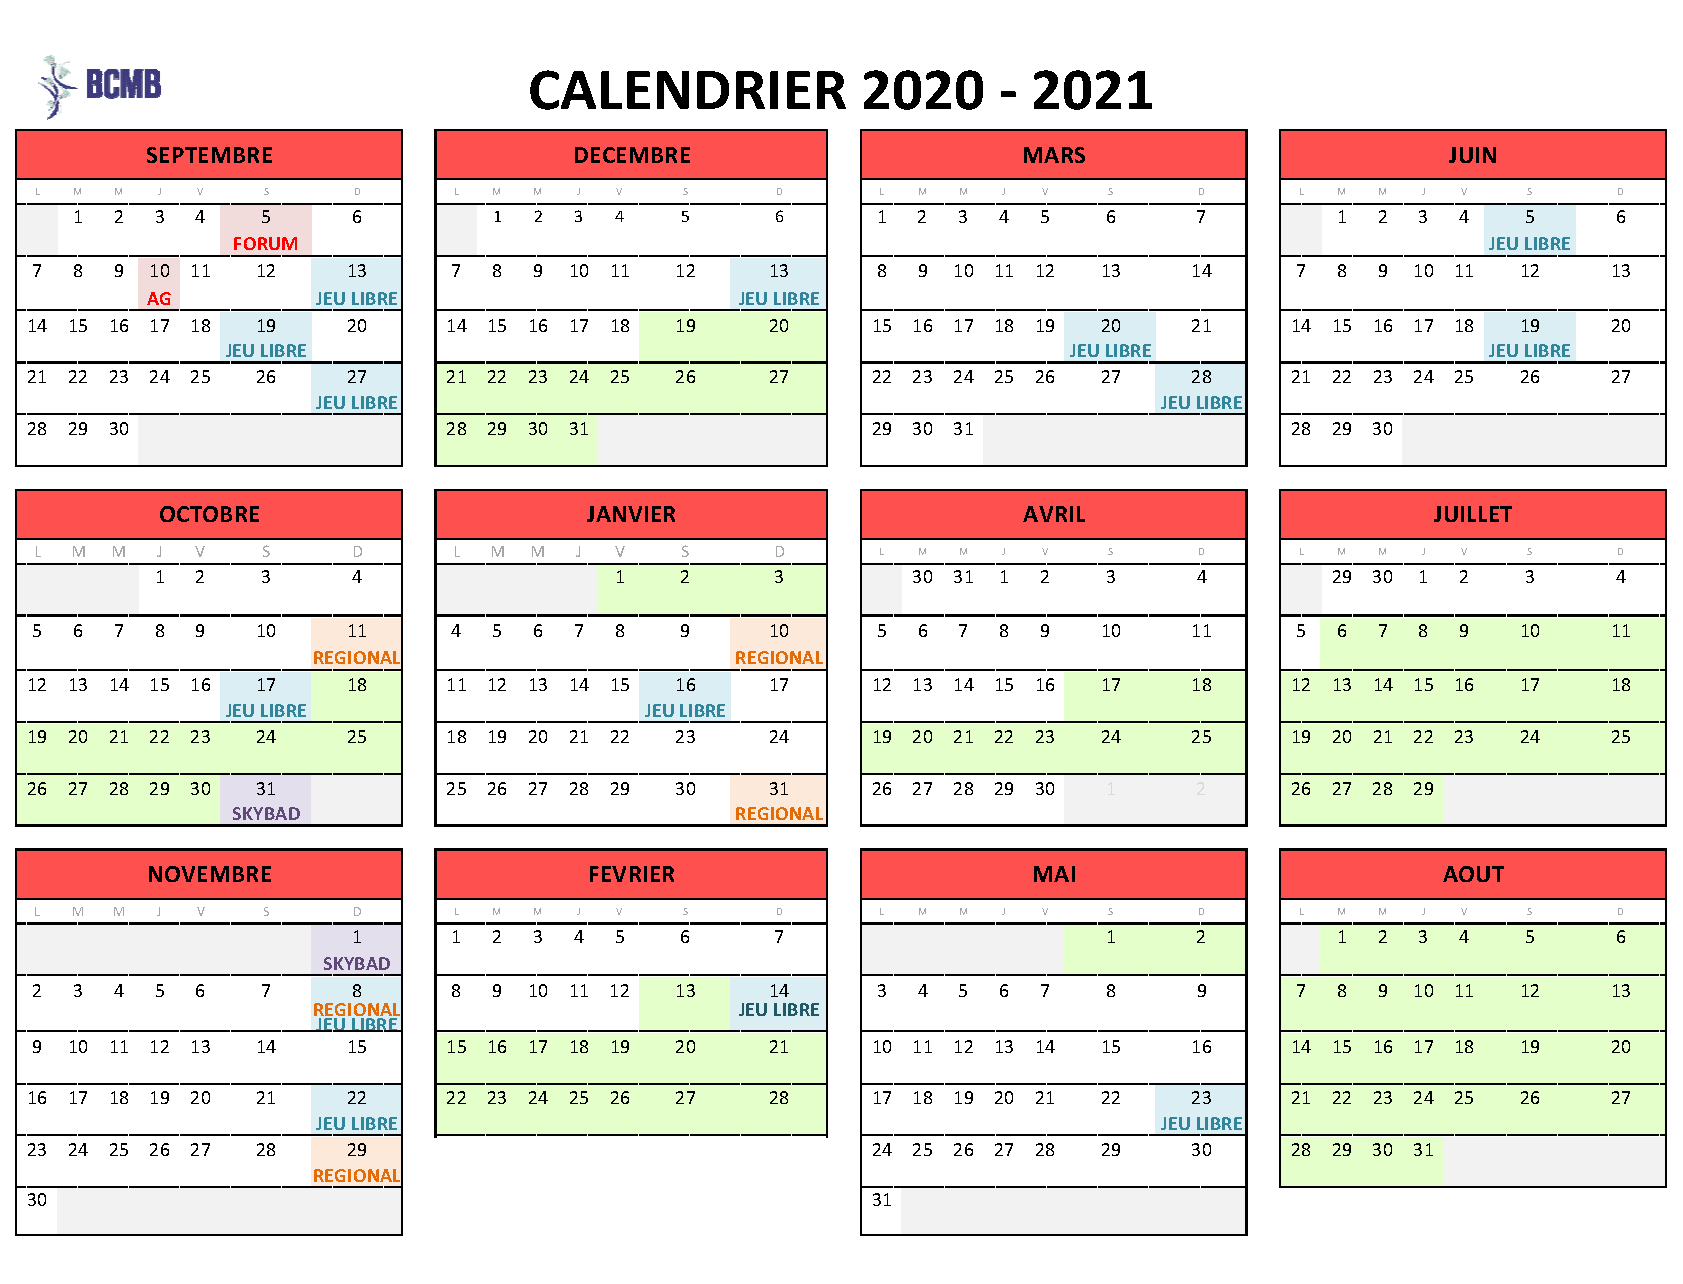 BCMB
CALENDRIER 2020 - 2021
SEPTEMBRE
L M M J V S D
1 2 3 4 5 6
FORUM
7 8 9 10 11 12 13
AG JEU LIBRE
14 15 16 17 18 19 20
JEU LIBRE
21 22 23 24 25 26 27
JEU LIBRE
28 29 30
DECEMBRE
L M M J V S D
1 2 3 4 5 6
7 8 9 10 11 12 13
JEU LIBRE
14 15 16 17 18 19 20
21 22 23 24 25 26 27
28 29 30 31
MARS
L M M J V S D
1 2 3 4 5 6 7
8 9 10 11 12 13 14
15 16 17 18 19 20 21
JEU LIBRE
22 23 24 25 26 27 28
JEU LIBRE
29 30 31
JUIN
L M M J V S D
1 2 3 4 5 6
JEU LIBRE
7 8 9 10 11 12 13
14 15 16 17 18 19 20
JEU LIBRE
21 22 23 24 25 26 27
28 29 30
OCTOBRE
L M M J V S D
1 2 3 4
5 6 7 8 9 10 11
REGIONAL
12 13 14 15 16 17 18
JEU LIBRE
19 20 21 22 23 24 25
26 27 28 29 30 31
SKYBAD
JANVIER
L M M J V S D
1 2 3
4 5 6 7 8 9 10
REGIONAL
11 12 13 14 15 16 17
JEU LIBRE
18 19 20 21 22 23 24
25 26 27 28 29 30 31
REGIONAL
AVRIL
L M M J V S D
30 31 1 2 3 4
5 6 7 8 9 10 11
12 13 14 15 16 17 18
19 20 21 22 23 24 25
26 27 28 29 30 1 2
JUILLET
L M M J V S D
29 30 1 2 3 4
5 6 7 8 9 10 11
12 13 14 15 16 17 18
19 20 21 22 23 24 25
26 27 28 29
NOVEMBRE
L M M J V S D
1
SKYBAD
2 3 4 5 6 7 8
REGIONAL
JEU LIBRE
9 10 11 12 13 14 15
16 17 18 19 20 21 22
JEU LIBRE
23 24 25 26 27 28 29
REGIONAL
30
FEVRIER
L M M J V S D
1 2 3 4 5 6 7
8 9 10 11 12 13 14
JEU LIBRE
15 16 17 18 19 20 21
22 23 24 25 26 27 28
MAI
L M M J V S D
1 2
3 4 5 6 7 8 9
10 11 12 13 14 15 16
17 18 19 20 21 22 23
JEU LIBRE
24 25 26 27 28 29 30
31
AOUT
L M M J V S D
1 2 3 4 5 6
7 8 9 10 11 12 13
14 15 16 17 18 19 20
21 22 23 24 25 26 27
28 29 30 31